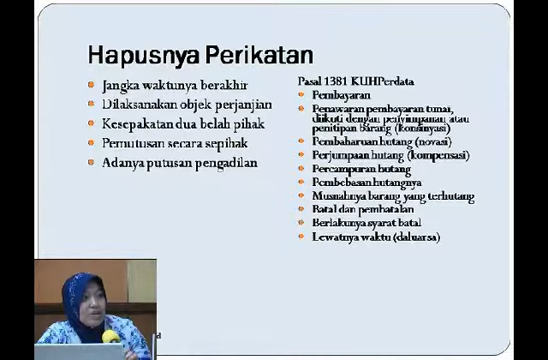 Hapusnya Perikatan
Jangka waktunya berakhir
Dilaksanakan objek perjanjian
Kesepakatan dua belah pihak
Pemutusan secara sepihak
Adanya putusan pengadilan
Pasal 1381 KUHPerdata
Pembayaran
Penawaran pembayaran tunai,
diikuti dengan penyimpanan atau
penitipan barang (konsinyasi)
Pembaharuan hutang (novasi)
Perjumpaan hutang (kompensasi)
Percampuran hutang
Pembebasan hutangnya
Musnahnya barang yang terhutang
Batal dan pembatalan
Berlakunya syarat batal
Lewatnya waktu (daluarsa)